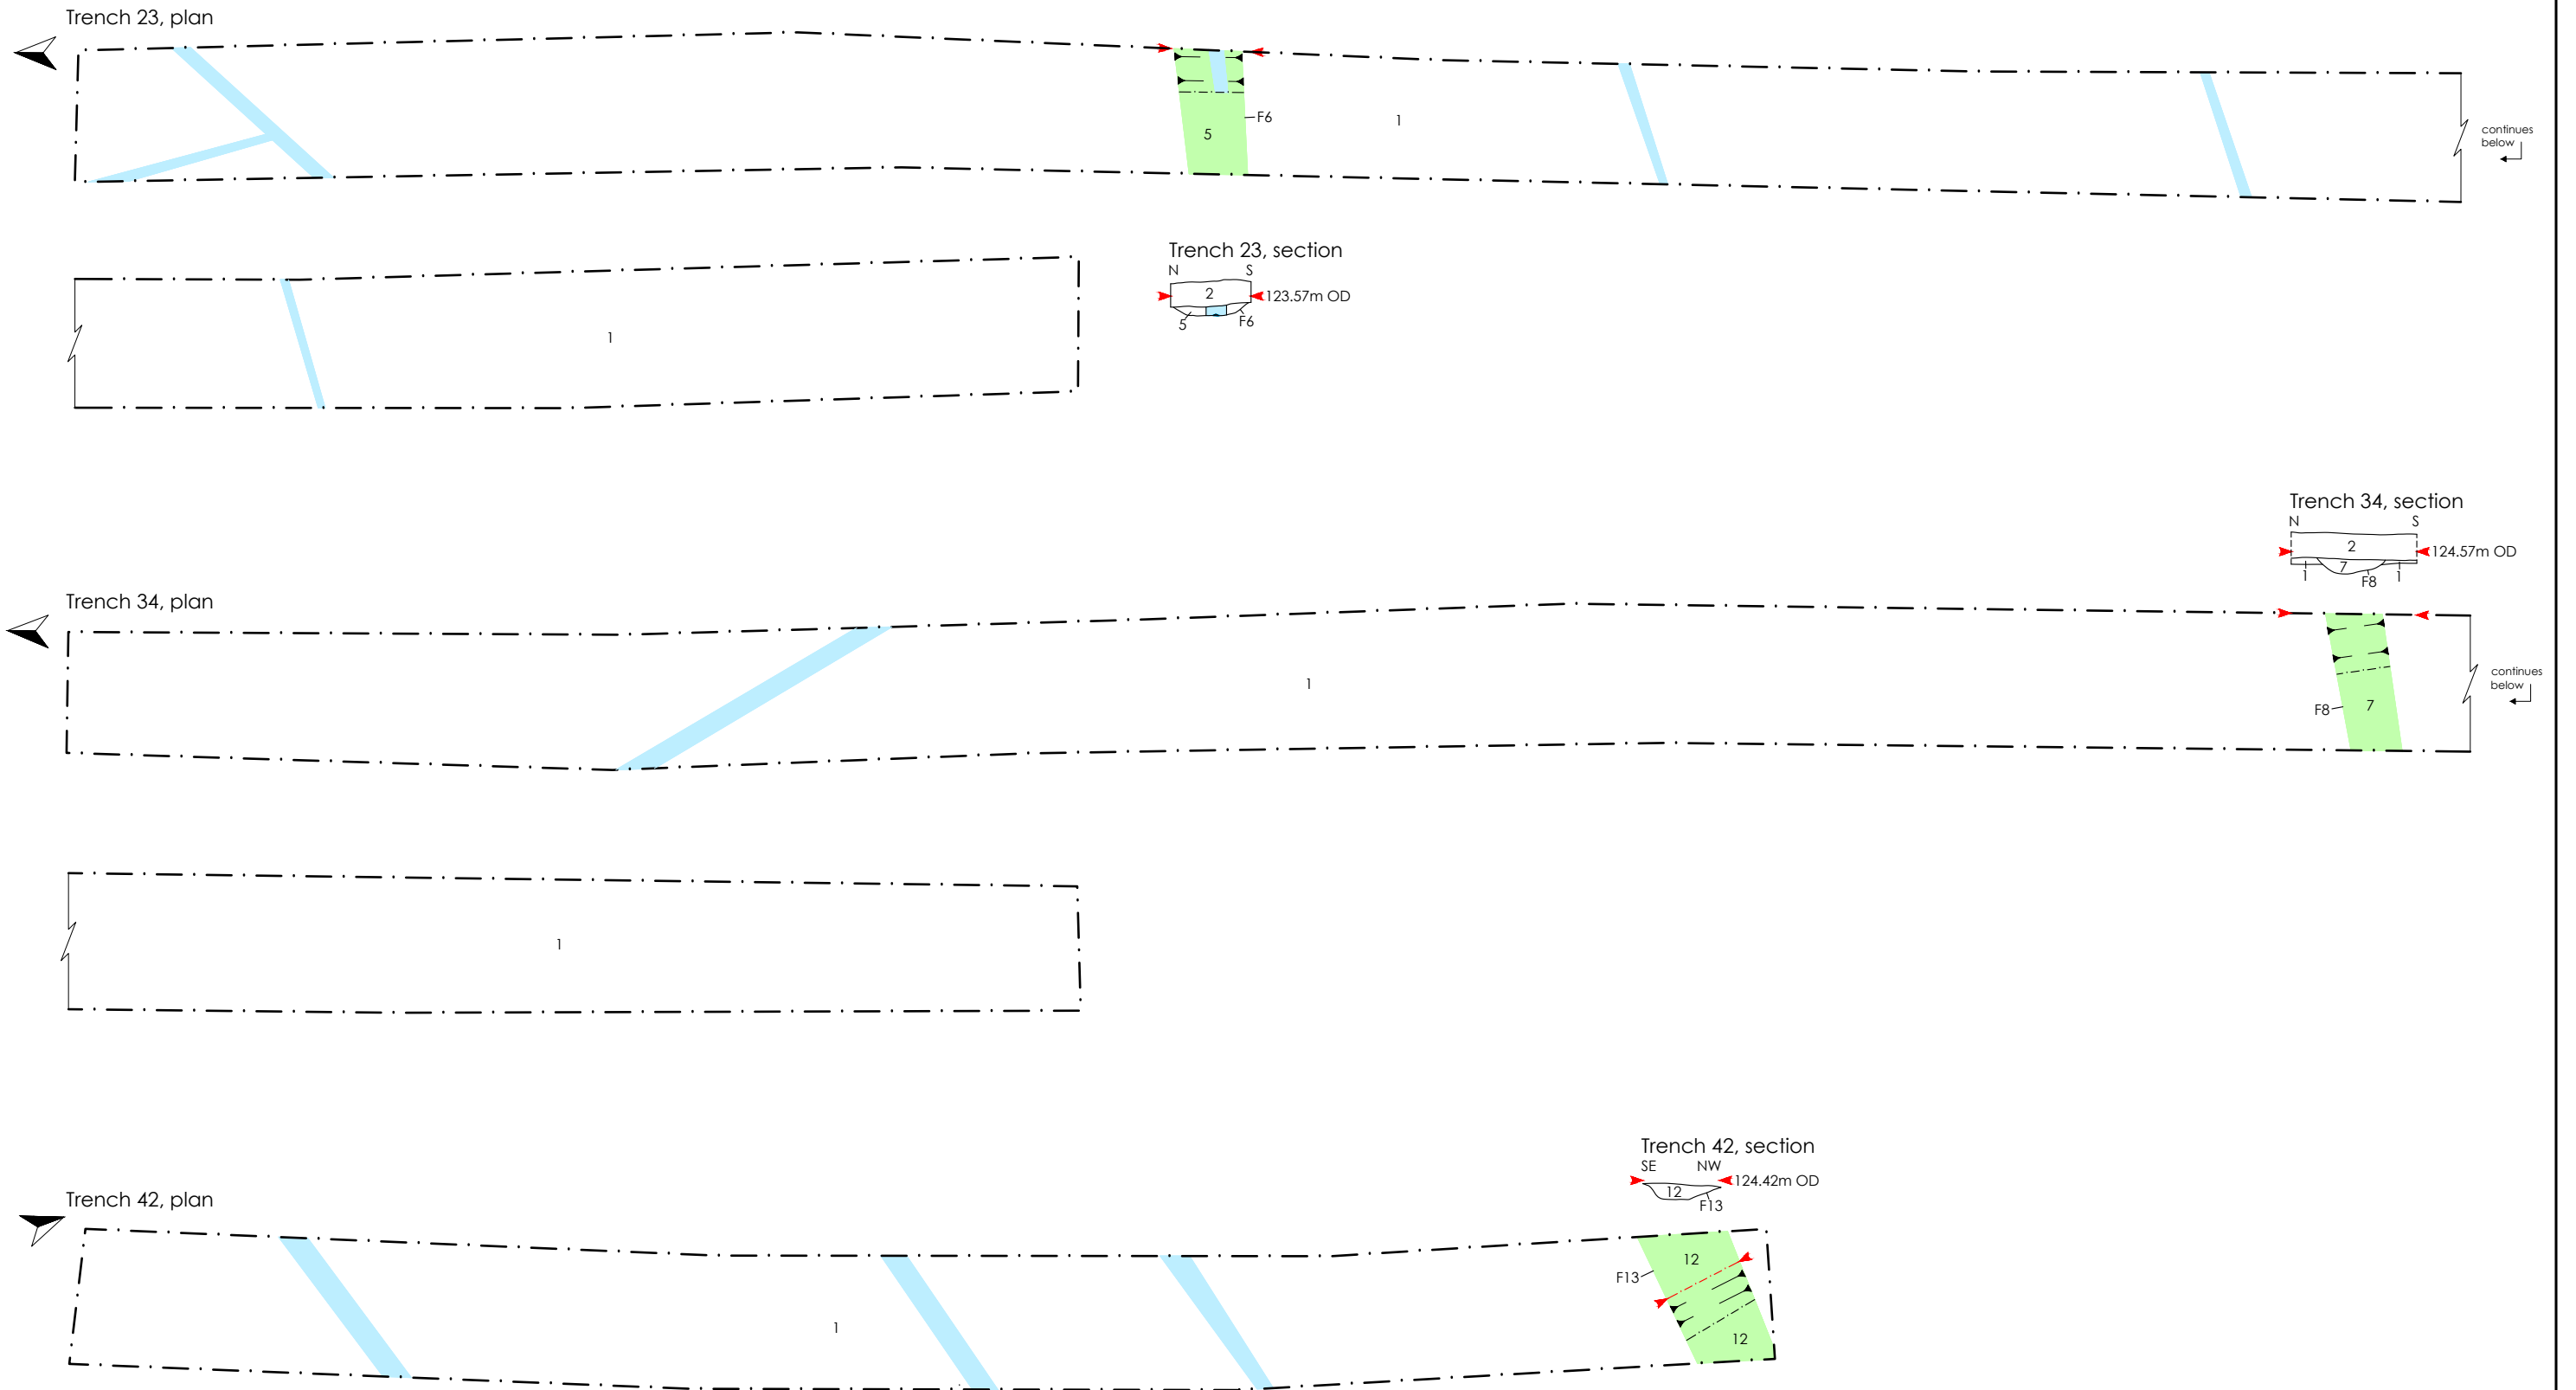 Trench 23, plan
F6
5
1
continues
below
Trench 23, section
N S
2
123.57m OD
5 F6
1
Trench 34, section
N S
2
124.57m OD
7
1 F8 1
Trench 34, plan
1
F8 7
continues
below
1
Trench 42, section
SE NW
124.42m OD
12
F13
Trench 42, plan
12
F13
1
12